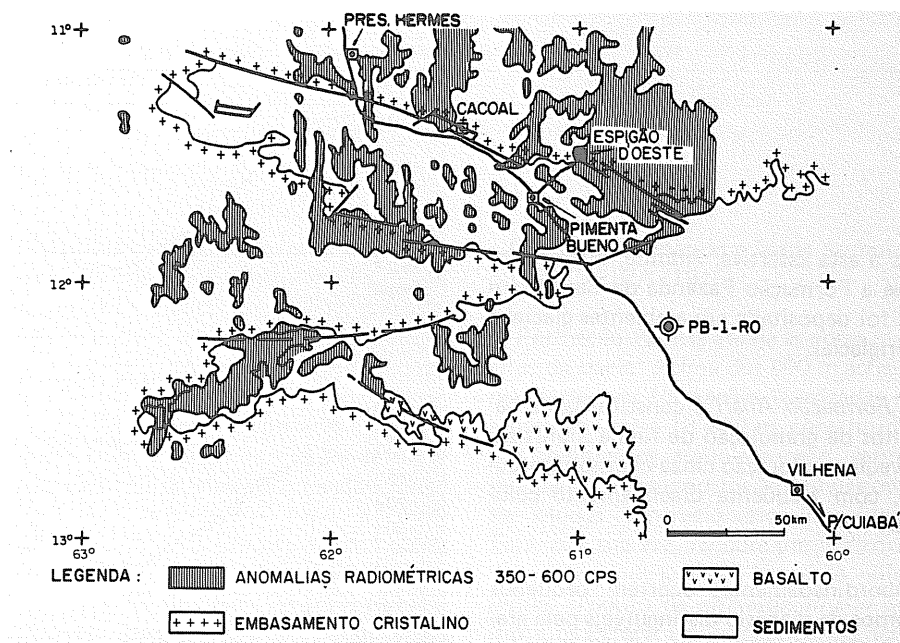 PRES. HERMES
11°
CACOAL
ESPIGÃO
D'OESTE
PIMENTA
BUENO
12°
PB-1-RO
VILHENA
P/CUIABÁ
0 50km
13°
63° 62° 61° 60°
LEGENDA: ANOMALIAS RADIOMÉTRICAS 350-600 CPS
BASALTO
EMBASAMENTO CRISTALINO
SEDIMENTOS